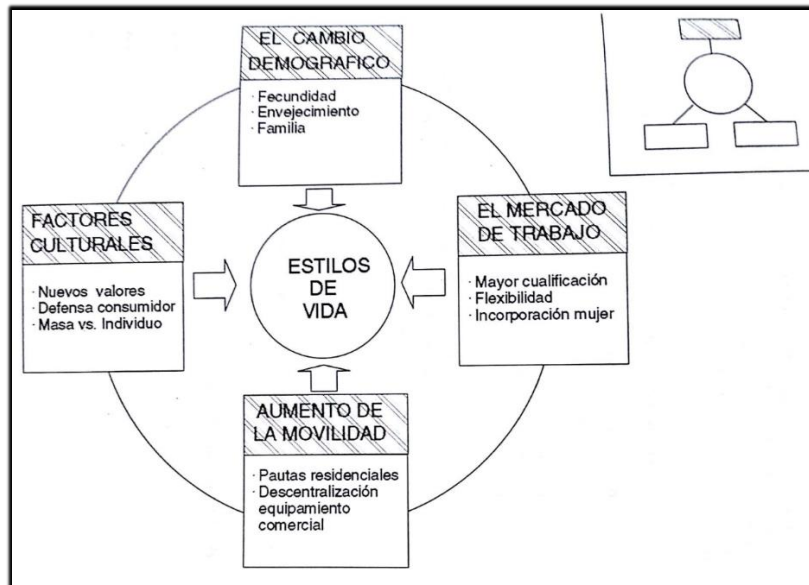 EL CAMBIO
DEMOGRAFICO
· Fecundidad
· Envejecimiento
· Familia
FACTORES
CULTURALES
· Nuevos valores
· Defensa consumidor
· Masa vs. Individuo
ESTILOS
DE
VIDA
EL MERCADO
DE TRABAJO
· Mayor cualificación
· Flexibilidad
· Incorporación mujer
AUMENTO DE
LA MOVILIDAD
· Pautas residenciales
· Descentralización
equipamiento
comercial